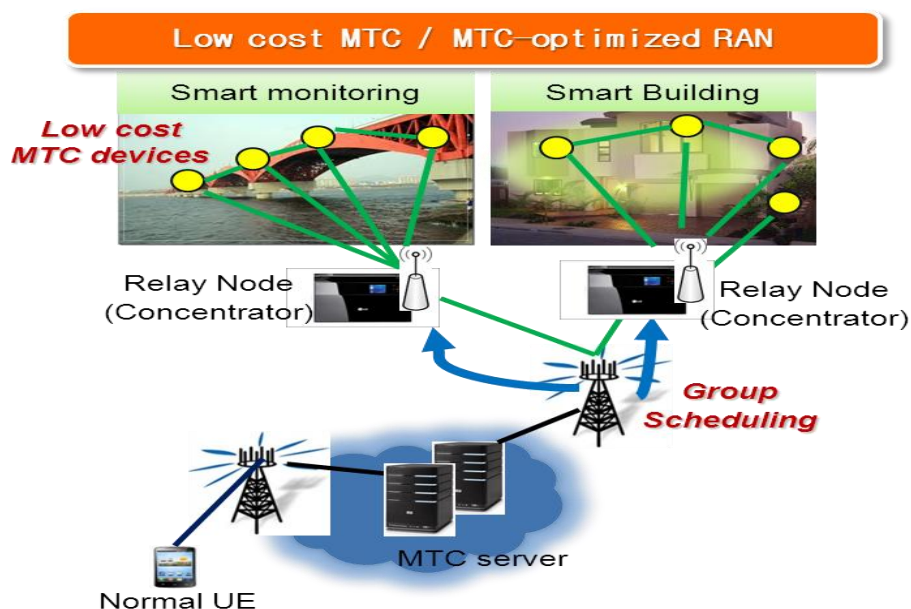 Low cost MTC / MTC-optimized RAN
Smart monitoring
Smart Building
Low cost
MTC devices
Relay Node
(Concentrator)
Relay Node
(Concentrator)
Group
Scheduling
MTC server
Normal UE